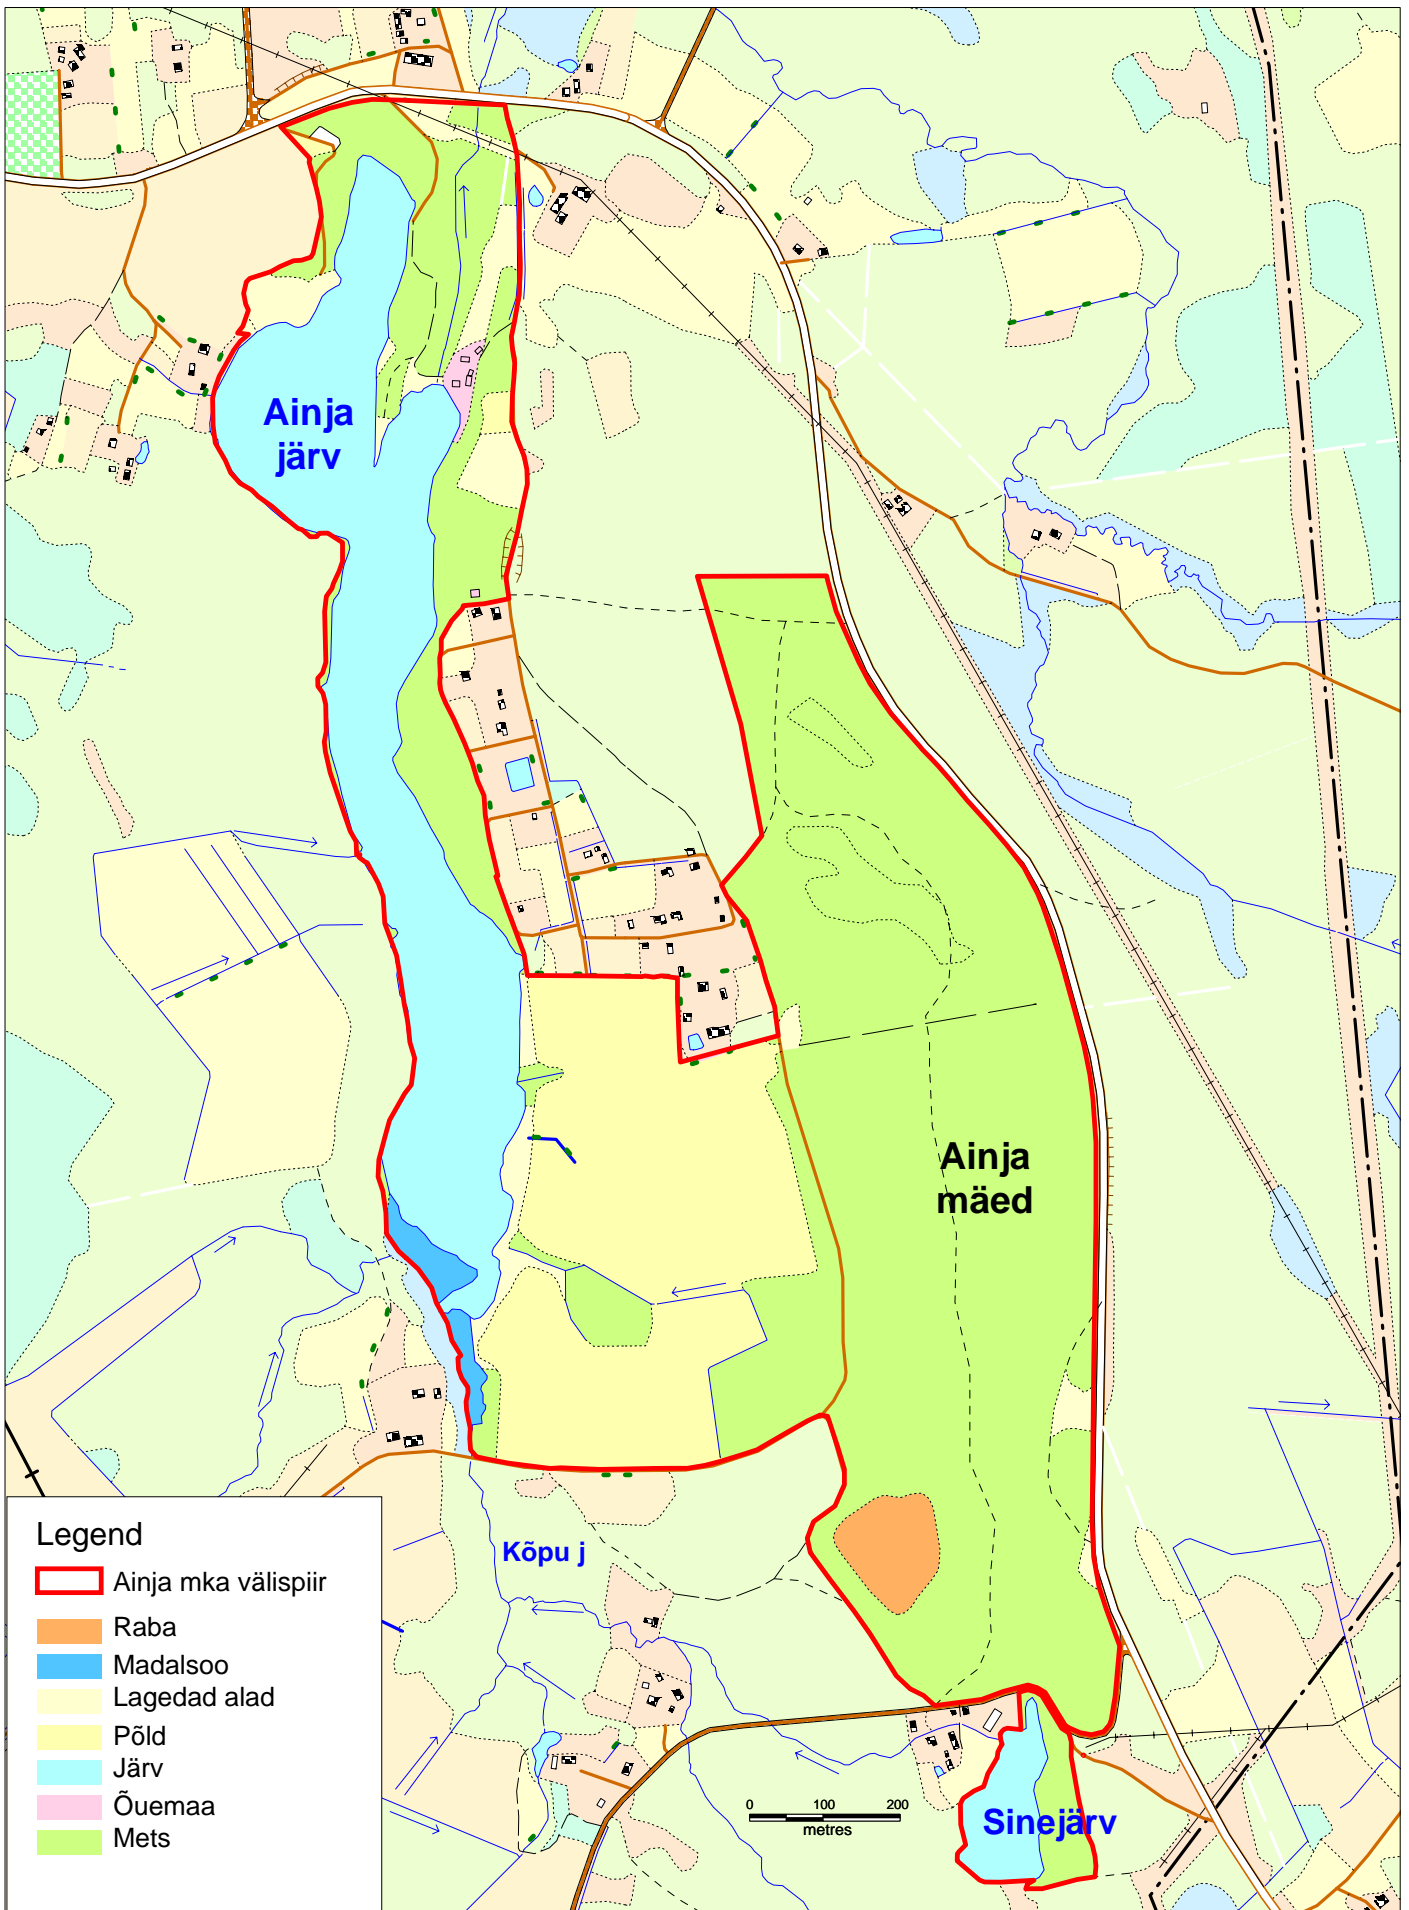 Ainja
järv
Ainja
mäed
Kõpu j
Sinejärv
0 100 200
metres
Legend
Ainja mka välispiir
Raba
Madalsoo
Lagedad alad
Põld
Järv
Õuemaa
Mets